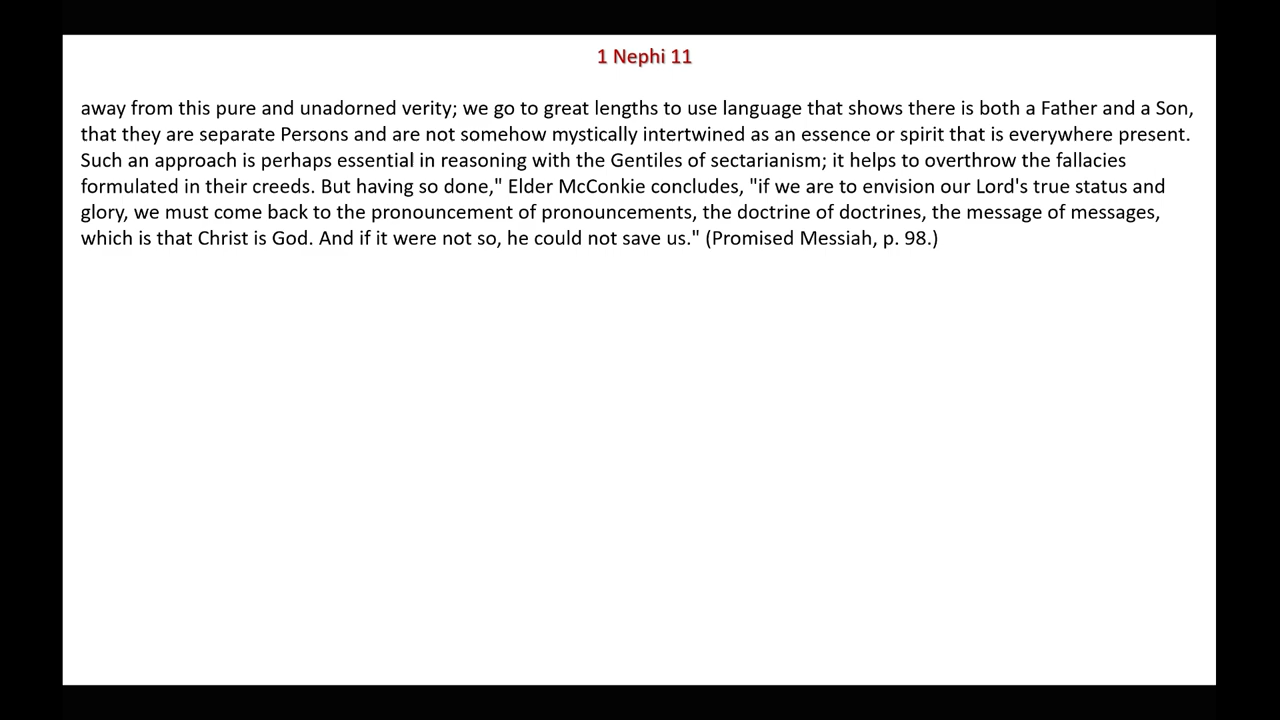 1 Nephi 11
away from this pure and unadorned verity; we go to great lengths to use language that shows there is both a Father and a Son,
that they are separate Persons and are not somehow mystically intertwined as an essence or spirit that is everywhere present.
Such an approach is perhaps essential in reasoning with the Gentiles of sectarianism; it helps to overthrow the fallacies
formulated in their creeds. But having so done," Elder McConkie concludes, "if we are to envision our Lord's true status and
glory, we must come back to the pronouncement of pronouncements, the doctrine of doctrines, the message of messages,
which is that Christ is God. And if it were not so, he could not save us." (Promised Messiah, p. 98.)